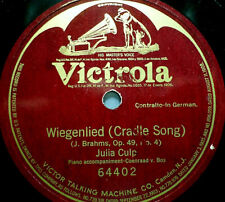 "HIS MASTER'S VOICE"
Victrola
Contralto-In German.
Wiegenlied (Cradle Song)
(J. Brahms, Op. 49, No. 4)
Julia Culp
Piano accompaniment-Coenraad v. Bos
64402
VICTOR TALKING MACHINE CO. Camden N.J.